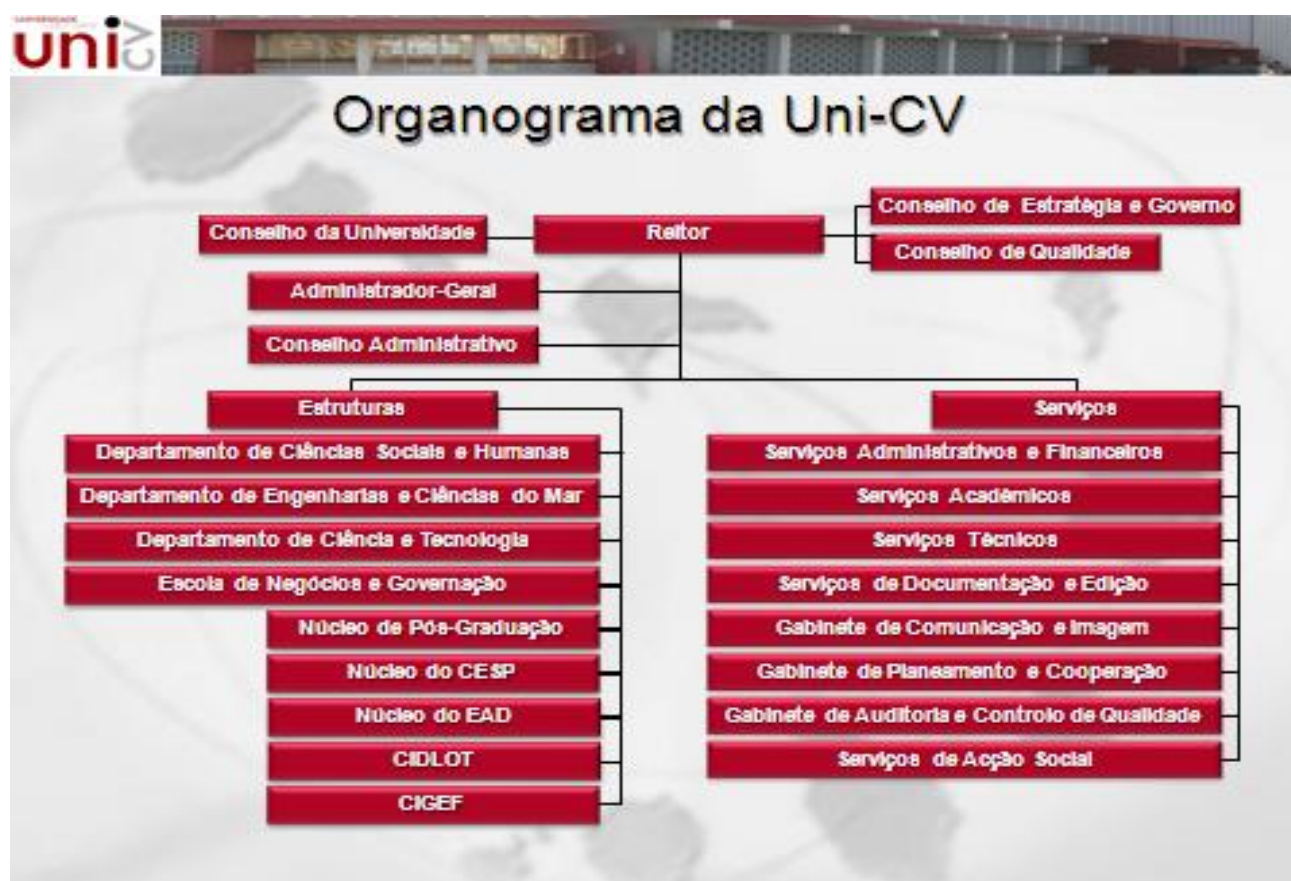 uni CV
Organograma da Uni-CV
Conselho de Estratégia e Governo
Conselho da Universidade
Reitor
Conselho de Qualidade
Administrador-Geral
Conselho Administrativo
Estruturas
Departamento de Ciências Sociais e Humanas
Departamento de Engenharias e Ciências do Mar
Departamento de Ciência e Tecnologia
Escola de Negócios e Governação
Núcleo de Pós-Graduação
Núcleo do CESP
Núcleo do EAD
CIDLOT
CIGEF
Serviços
Serviços Administrativos e Financeiros
Serviços Académicos
Serviços Técnicos
Serviços de Documentação e Edição
Gabinete de Comunicação e Imagem
Gabinete de Planeamento e Cooperação
Gabinete de Auditoria e Controlo de Qualidade
Serviços de Acção Social